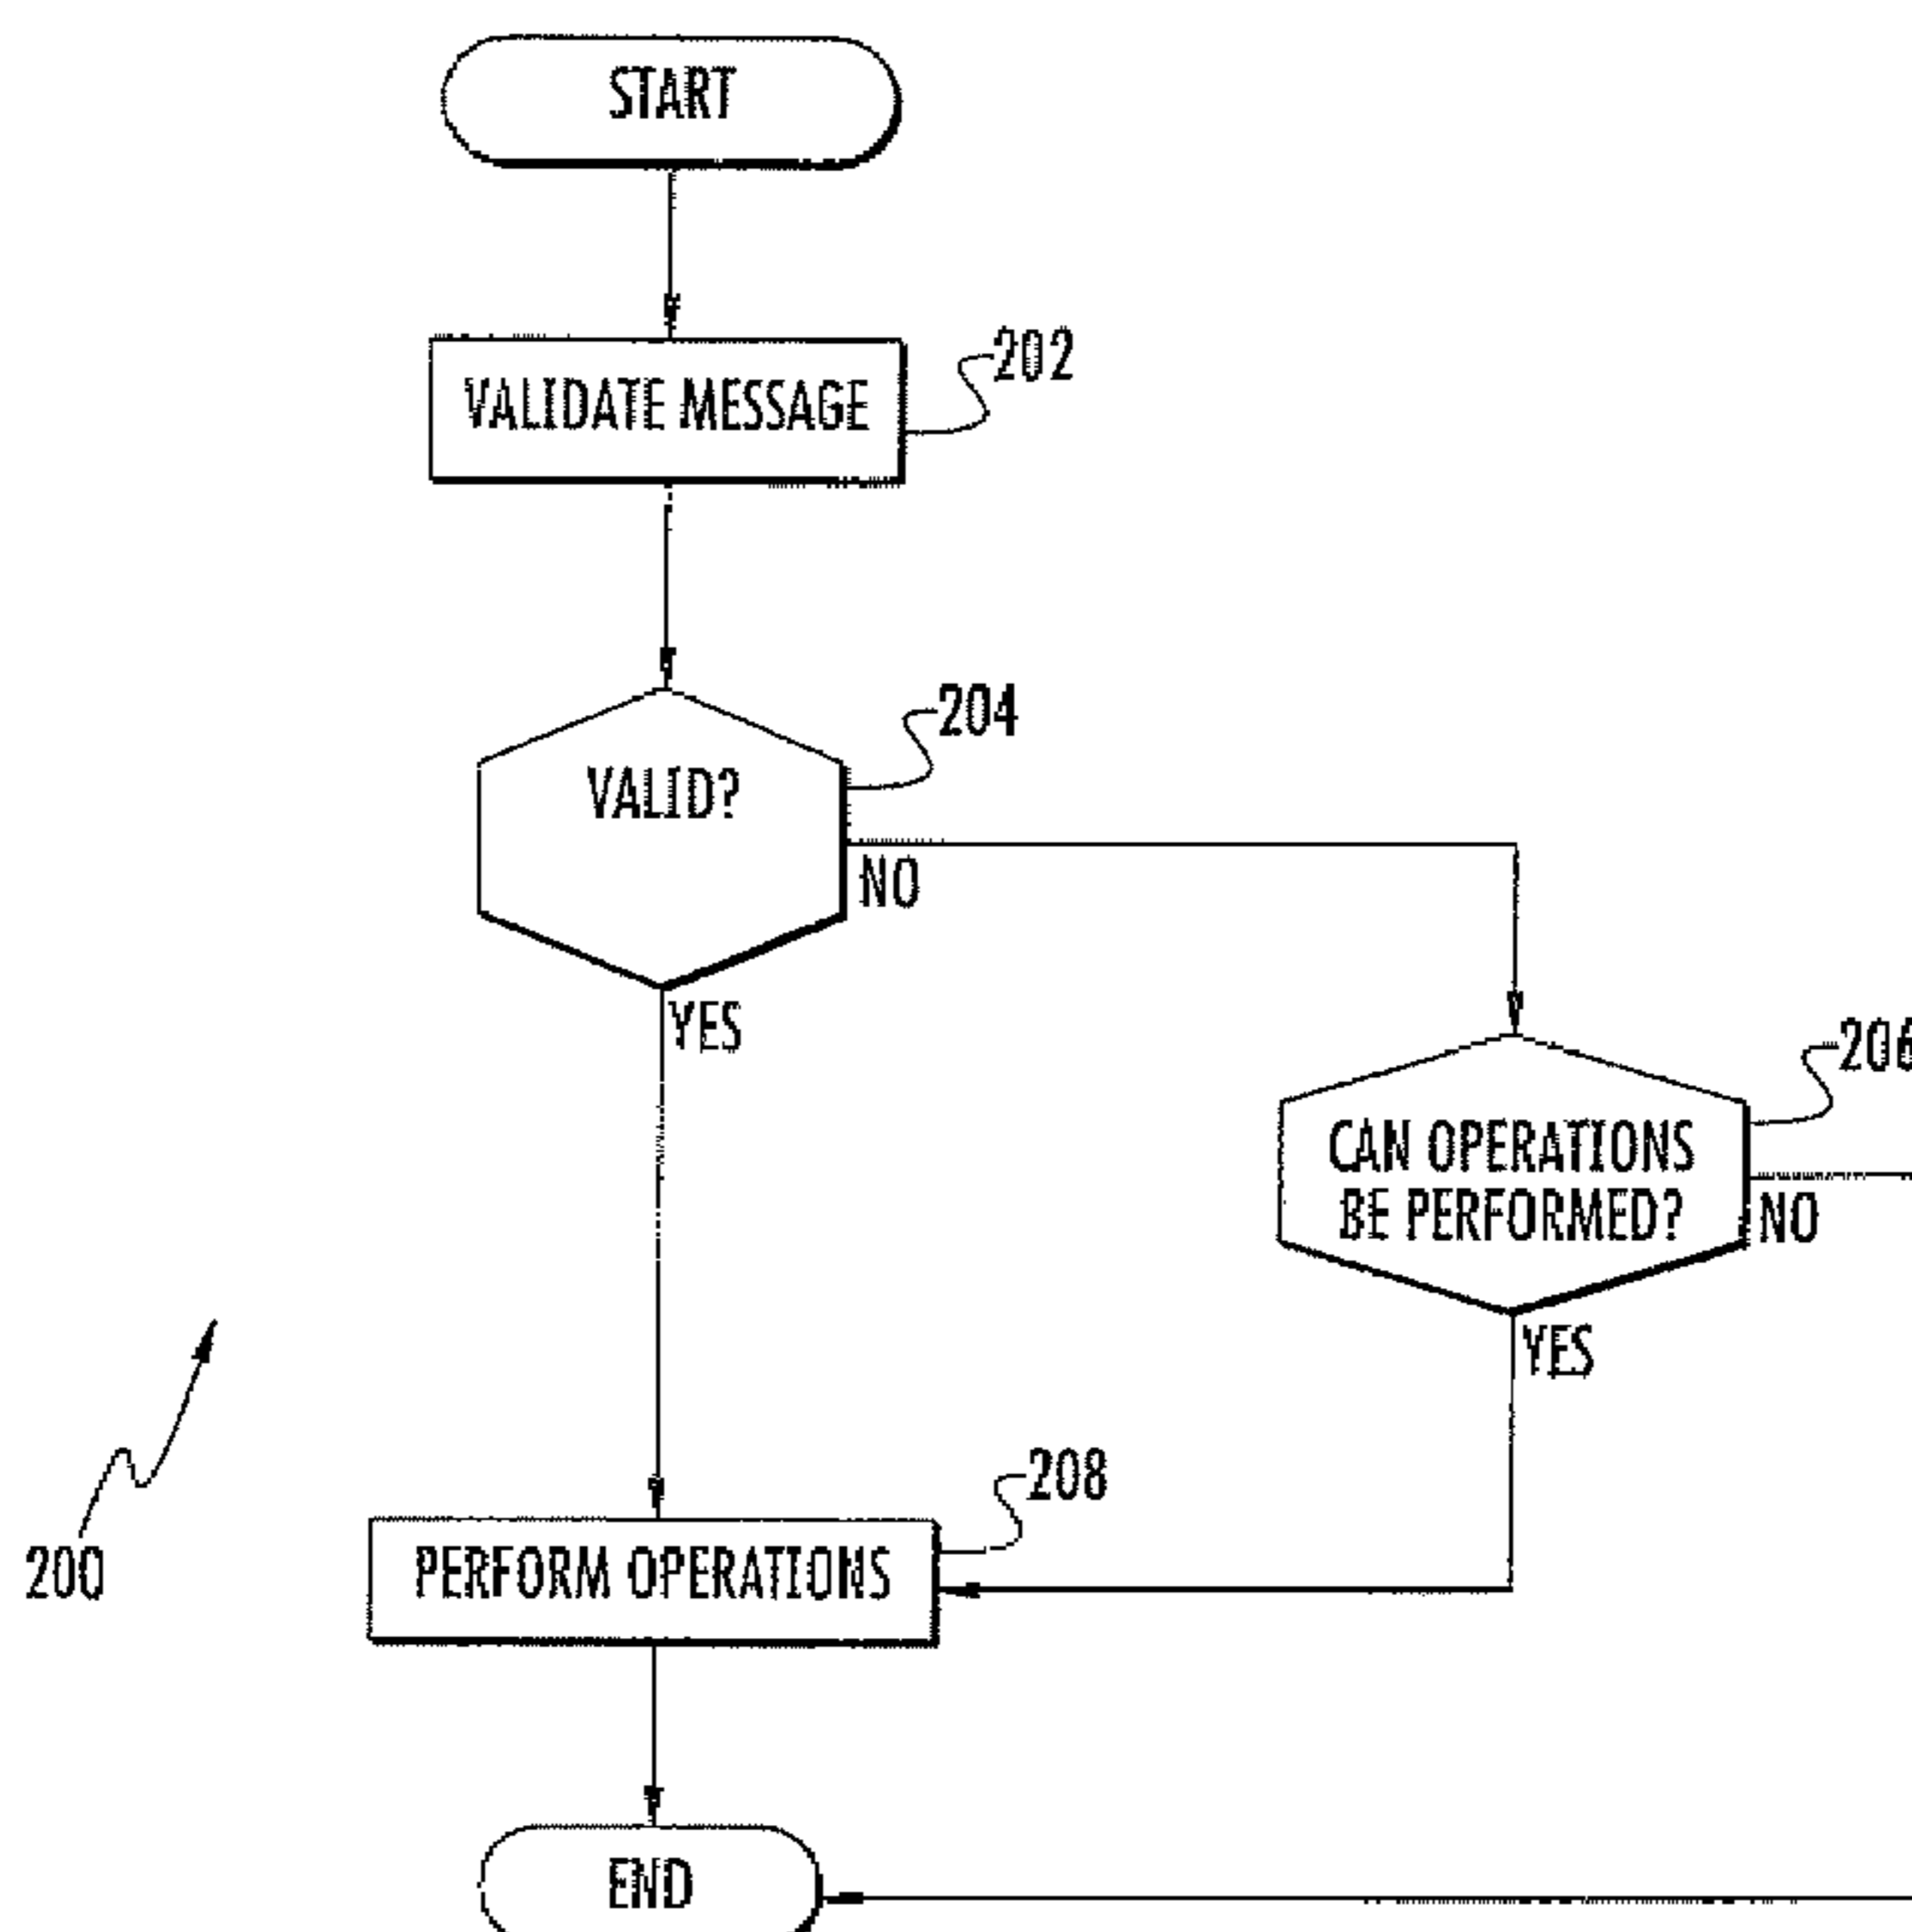 START
VALIDATE MESSAGE
202
VALID?
204
NO
YES
CAN OPERATIONS
BE PERFORMED?
206
NO
YES
200
PERFORM OPERATIONS
208
END